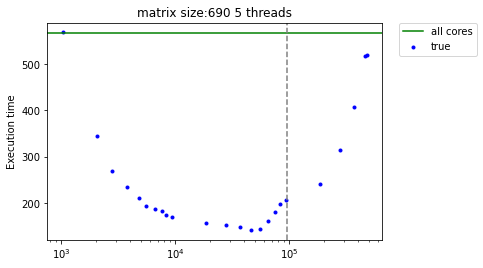 matrix size:690 5 threads
all cores
true
Execution time
500
400
300
200
10³
10⁴
10⁵